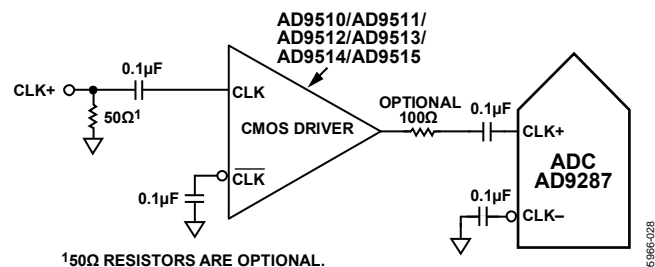 AD9510/AD9511/
AD9512/AD9513/
AD9514/AD9515
0.1µF
CLK+
50Ω1
CLK
CMOS DRIVER
CLK
0.1µF
OPTIONAL
100Ω
0.1µF
CLK+
ADC
AD9287
0.1µF
CLK–
150Ω RESISTORS ARE OPTIONAL.
5966-028